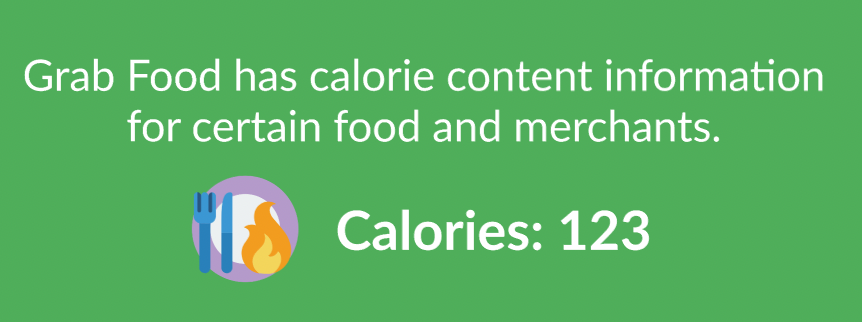 Grab Food has calorie content information
for certain food and merchants.
Calories: 123